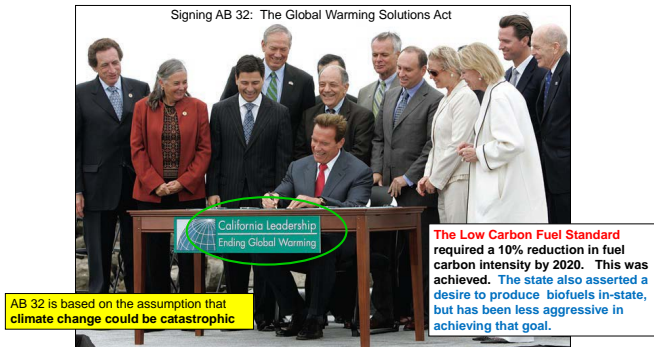 Signing AB 32: The Global Warming Solutions Act
California Leadership
Ending Global Warming
The Low Carbon Fuel Standard
required a 10% reduction in fuel
carbon intensity by 2020. This was
achieved. The state also asserted a
desire to produce biofuels in-state,
but has been less aggressive in
achieving that goal.
AB 32 is based on the assumption that
climate change could be catastrophic